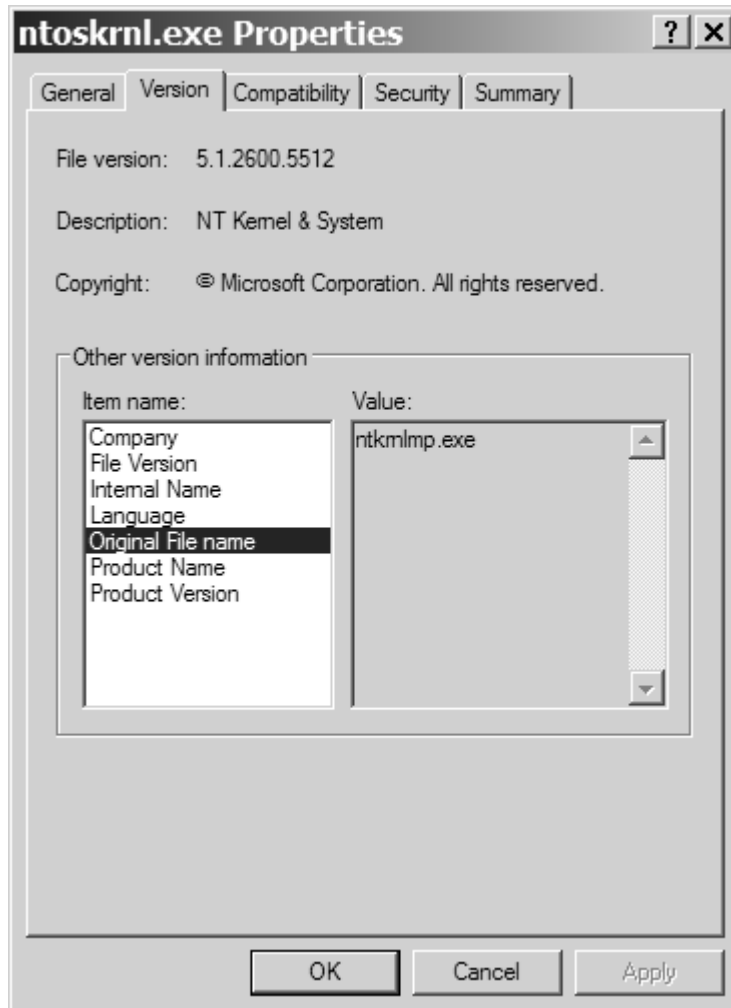 ntoskrnl.exe Properties ? X
General Version Compatibility Security Summary
File version: 5.1.2600.5512
Description: NT Kernel & System
Copyright: © Microsoft Corporation. All rights reserved.
Other version information
Item name: Value:
Company ntkrnlmp.exe
File Version
Internal Name
Language
Original File name
Product Name
Product Version
OK Cancel Apply